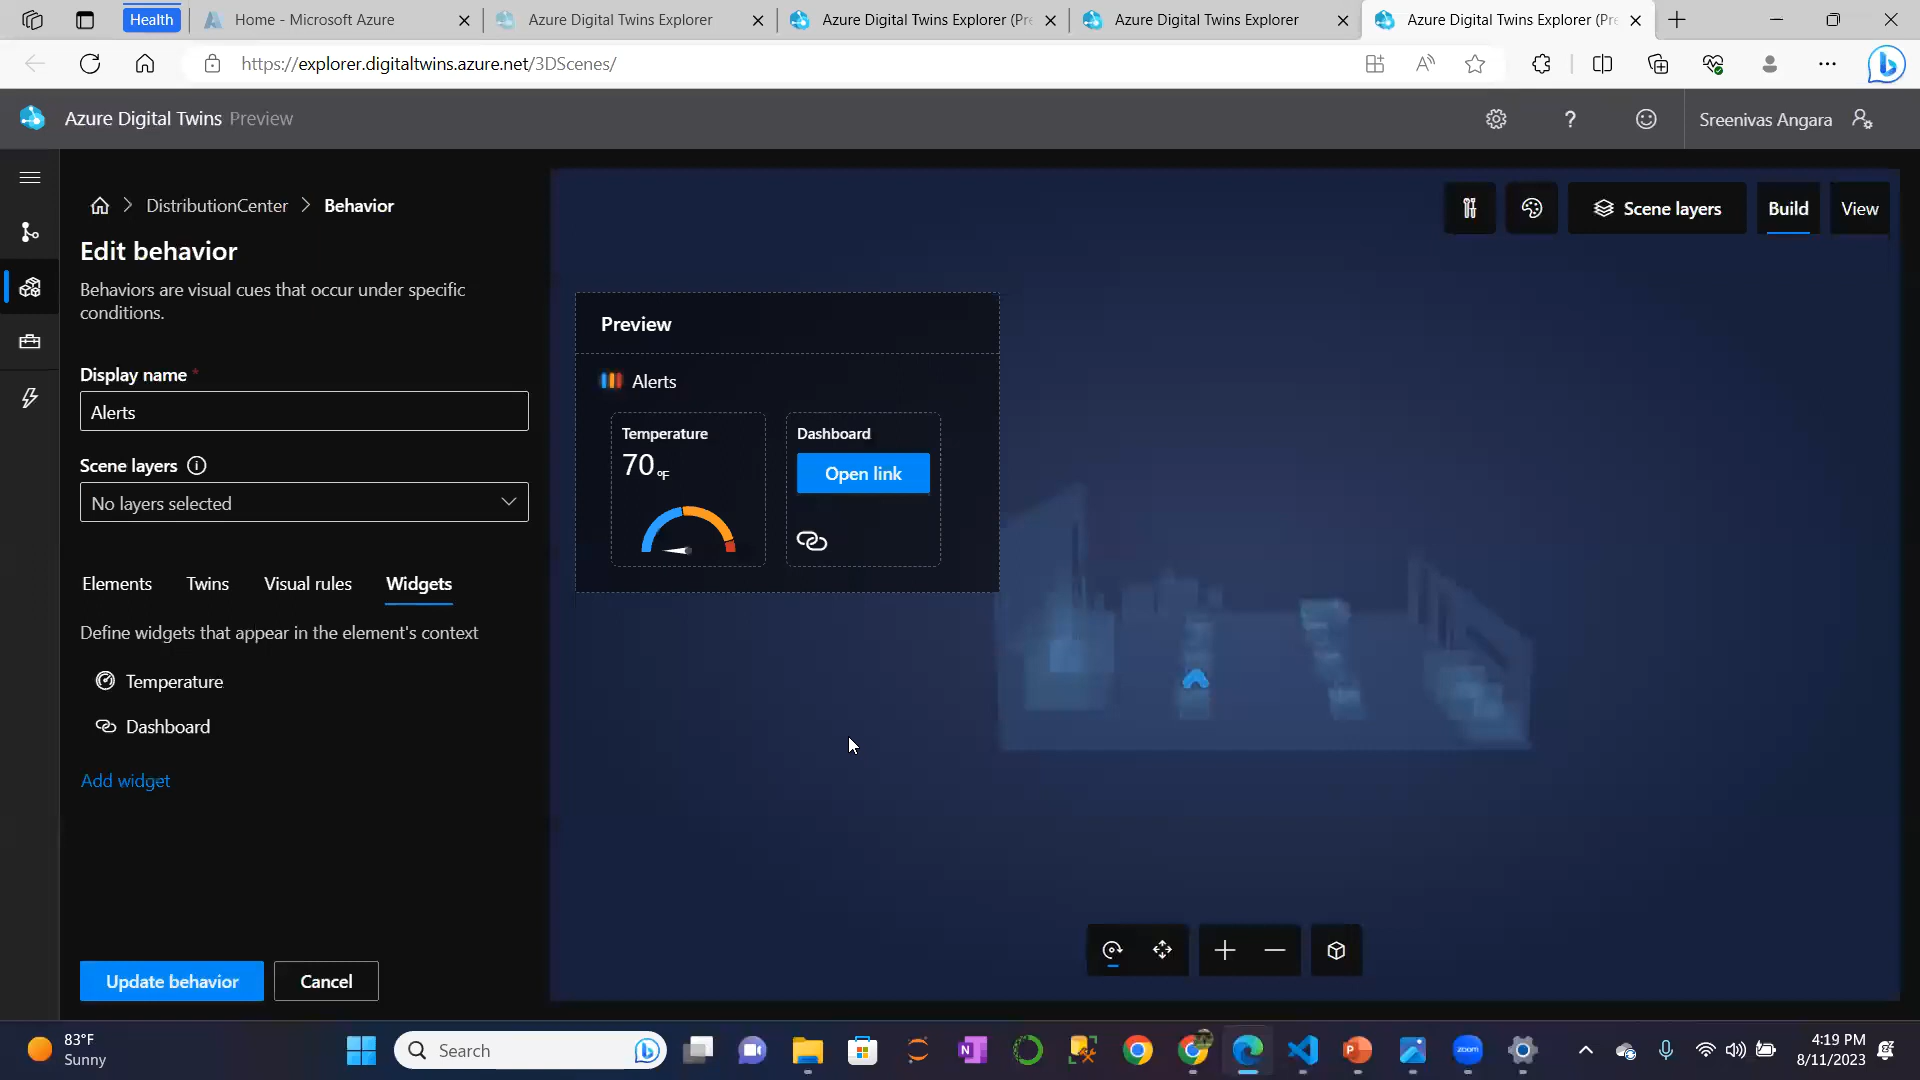 Health
Home - Microsoft Azure
Azure Digital Twins Explorer
Azure Digital Twins Explorer (Pre
Azure Digital Twins Explorer
Azure Digital Twins Explorer (Pre
https://explorer.digitaltwins.azure.net/3DScenes/
Azure Digital Twins Preview
Sreenivas Angara
DistributionCenter > Behavior
Edit behavior
Behaviors are visual cues that occur under specific
conditions.
Display name *
Alerts
Scene layers
No layers selected
Elements Twins Visual rules Widgets
Define widgets that appear in the element's context
Temperature
Dashboard
Add widget
Update behavior
Cancel
Scene layers
Build
View
Preview
Alerts
Temperature
70 °F
Dashboard
Open link
83°F
Sunny
Search
zoom
4:19 PM
8/11/2023